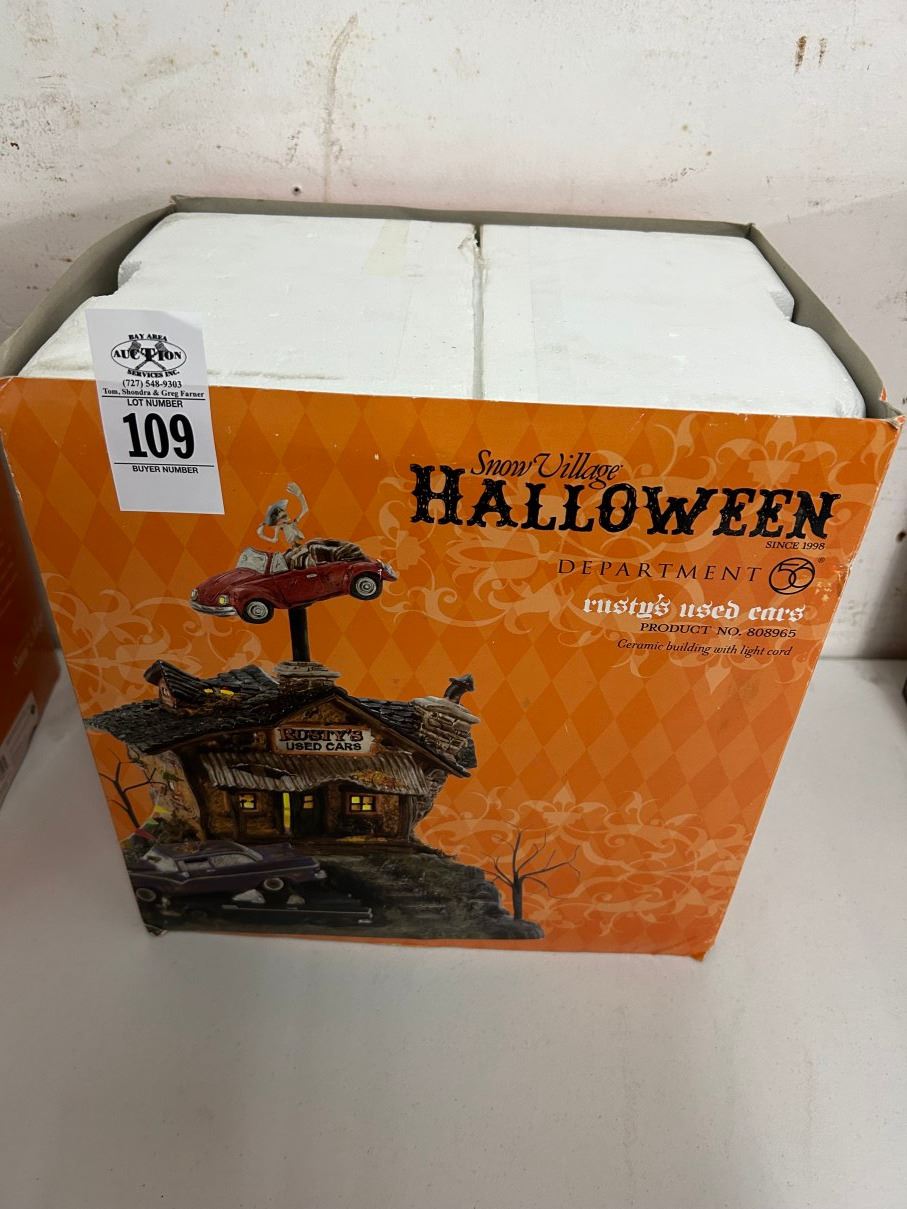 BAY AREA
AUCTION
SERVICES INC.
(727) 548-9303
Tom, Shondra & Greg Farner
LOT NUMBER
109
BUYER NUMBER
Snow Village
HALLOWEEN
SINCE 1998
DEPARTMENT 56®
rusty's used cars
PRODUCT NO. 808965
Ceramic building with light cord
RUSTY'S
USED CARS